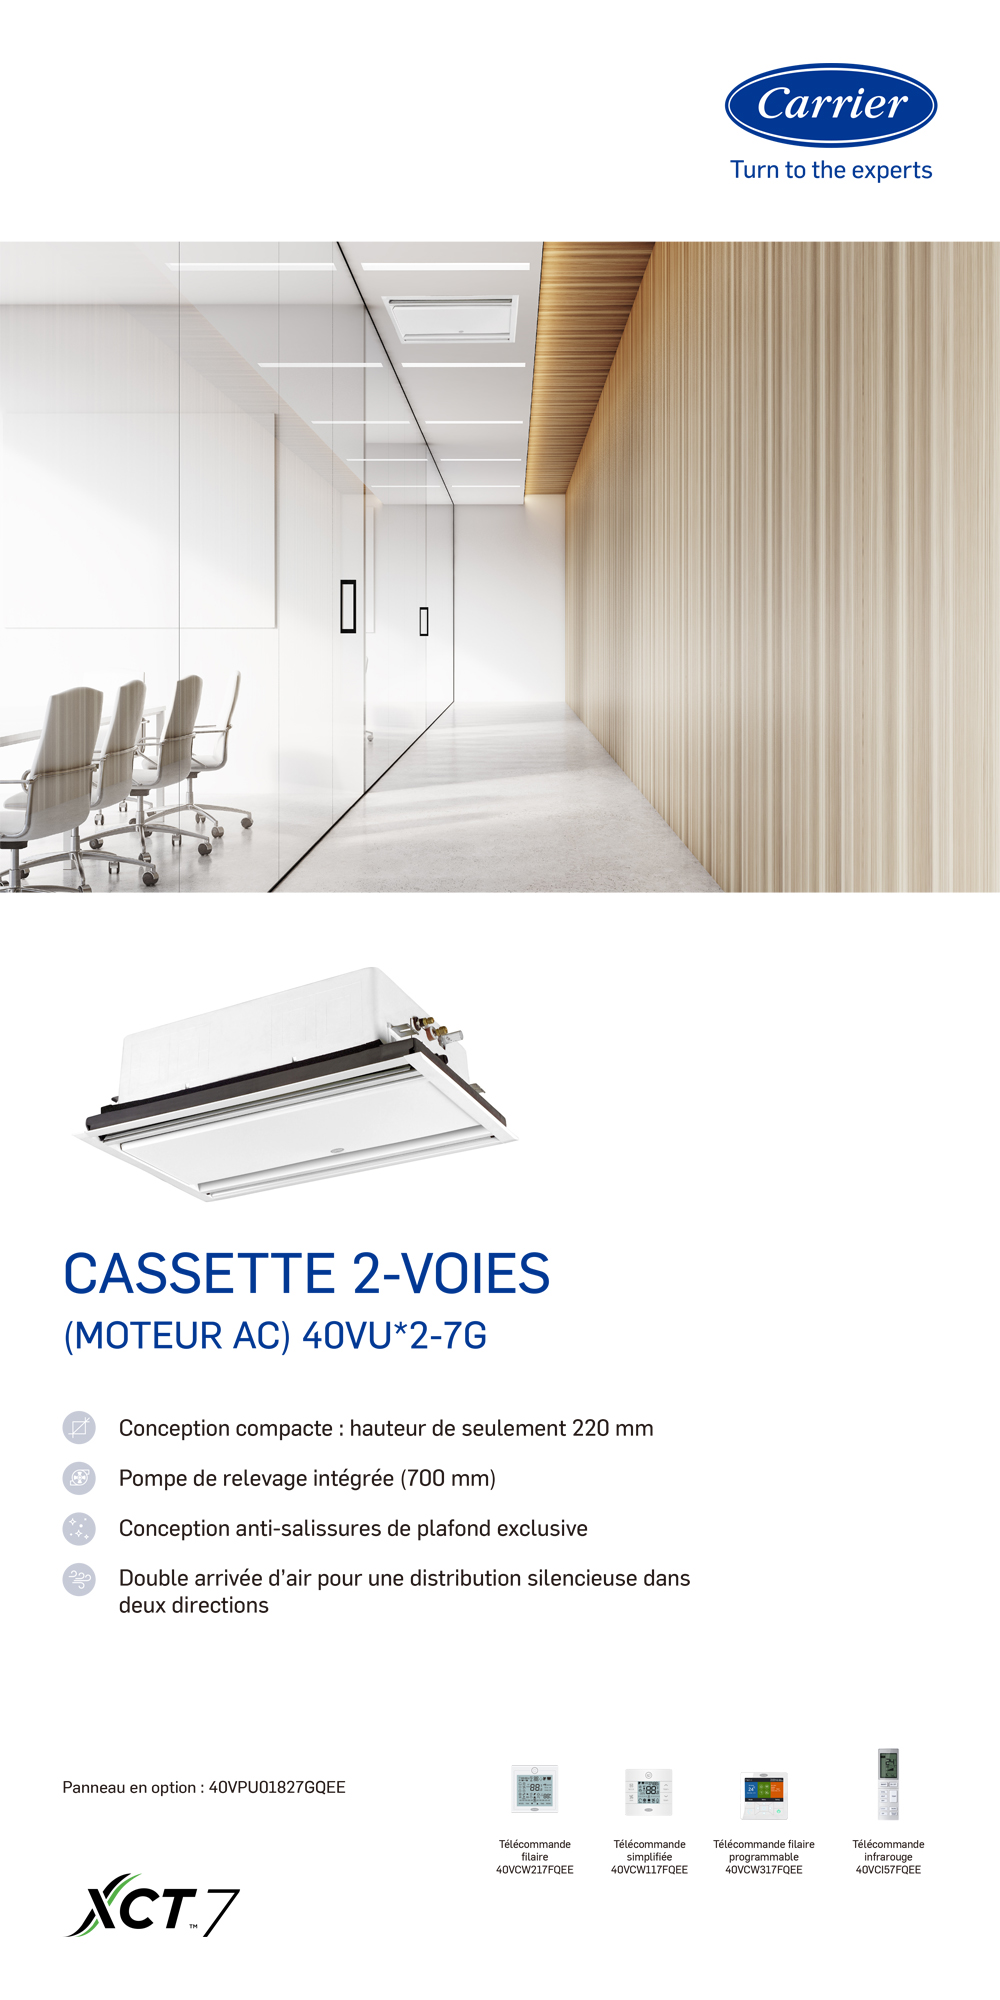 Carrier
Turn to the experts
CASSETTE 2-VOIES
(MOTEUR AC) 40VU*2-7G
Conception compacte : hauteur de seulement 220 mm
Pompe de relevage intégrée (700 mm)
Conception anti-salissures de plafond exclusive
Double arrivée d’air pour une distribution silencieuse dans
deux directions
Panneau en option : 40VPU01827GQEE
Télécommande
filaire
40VCW217FQEE
Télécommande
simplifiée
40VCW117FQEE
Télécommande filaire
programmable
40VCW317FQEE
Télécommande
infrarouge
40VCI57FQEE
XCT™ 7